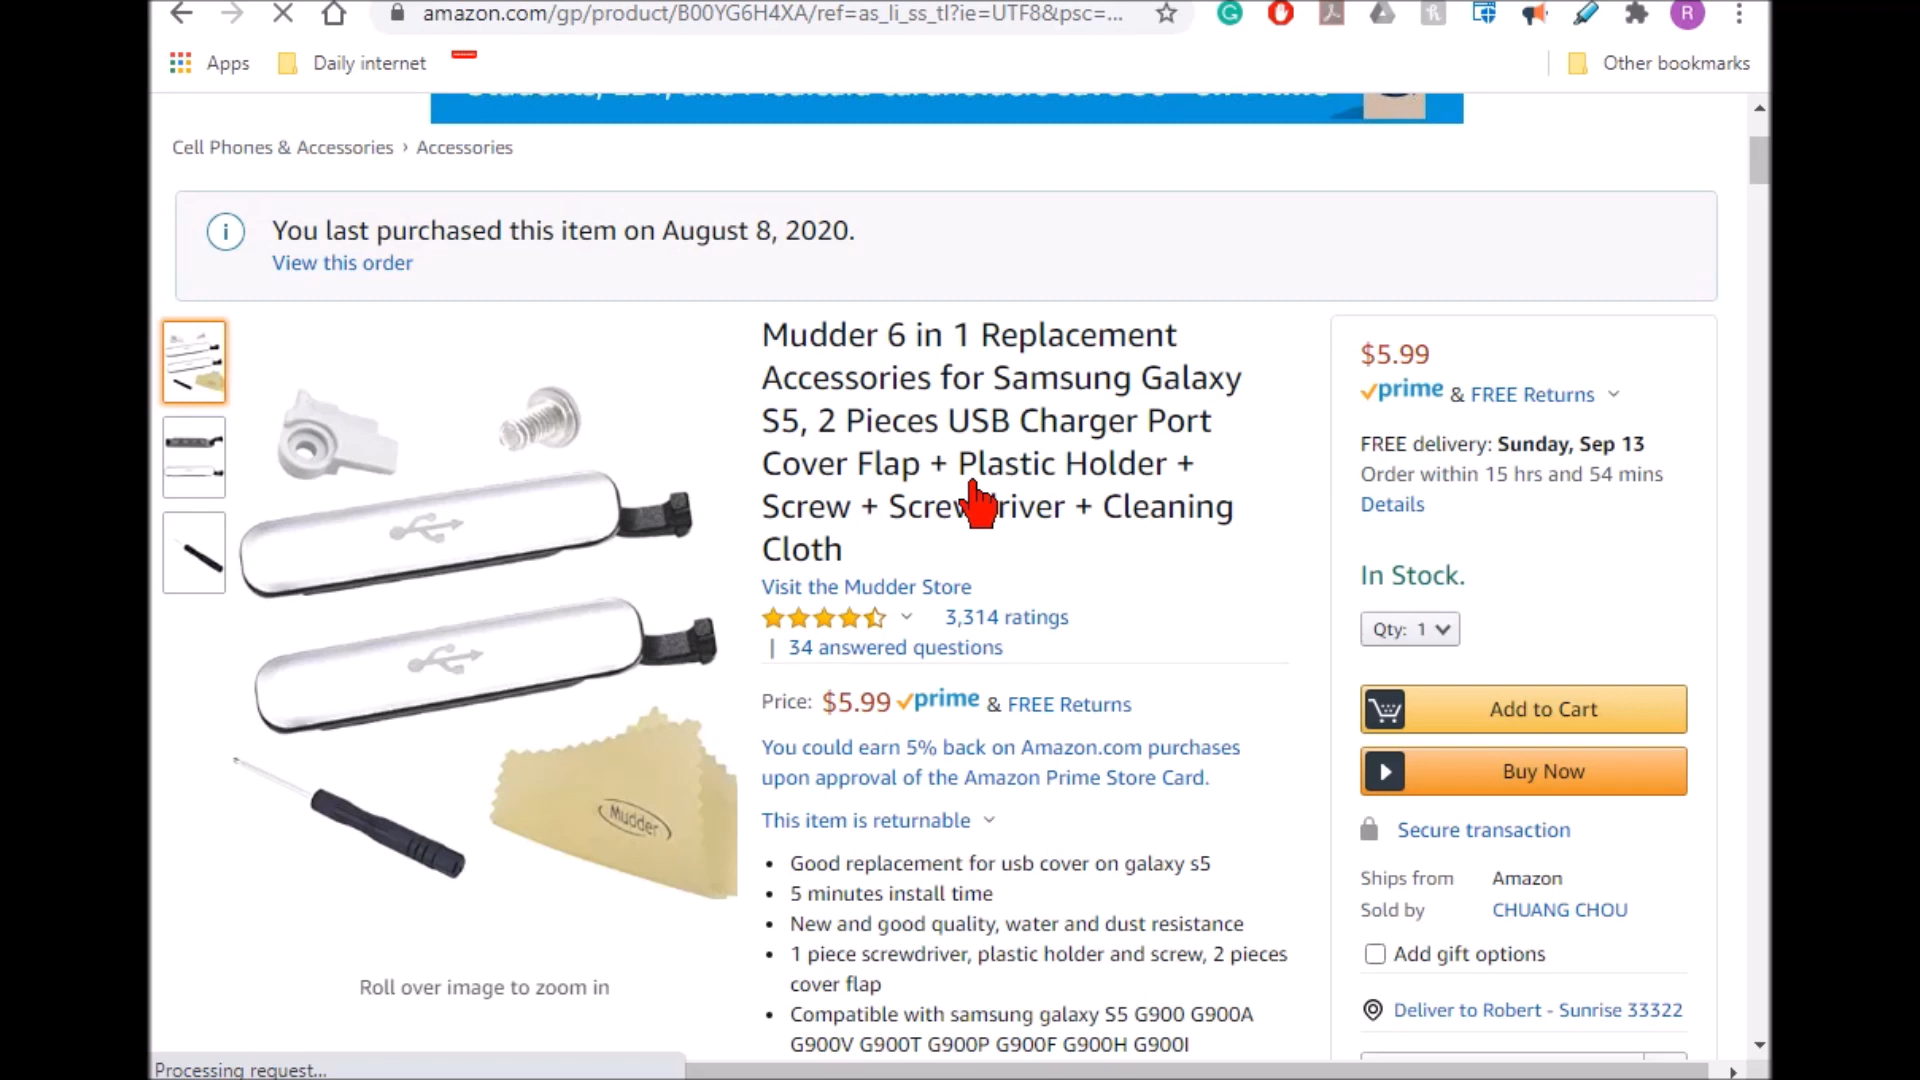 amazon.com/gp/product/B00YG6H4XA/ref=as_li_ss_tl?ie=UTF8&psc=...
R
Apps
Daily internet
Other bookmarks
Cell Phones & Accessories › Accessories
You last purchased this item on August 8, 2020.
View this order
Mudder 6 in 1 Replacement
Accessories for Samsung Galaxy
S5, 2 Pieces USB Charger Port
Cover Flap + Plastic Holder +
Screw + Screwdriver + Cleaning
Cloth
Visit the Mudder Store
3,314 ratings
| 34 answered questions
Price: $5.99 prime & FREE Returns
You could earn 5% back on Amazon.com purchases
upon approval of the Amazon Prime Store Card.
This item is returnable
• Good replacement for usb cover on galaxy s5
• 5 minutes install time
• New and good quality, water and dust resistance
• 1 piece screwdriver, plastic holder and screw, 2 pieces
cover flap
• Compatible with samsung galaxy S5 G900 G900A
G900V G900T G900P G900F G900H G900I
Mudder
Roll over image to zoom in
$5.99
prime & FREE Returns
FREE delivery: Sunday, Sep 13
Order within 15 hrs and 54 mins
Details
In Stock.
Qty: 1
Add to Cart
Buy Now
Secure transaction
Ships from Amazon
Sold by CHUANG CHOU
Add gift options
Deliver to Robert - Sunrise 33322
Processing request...